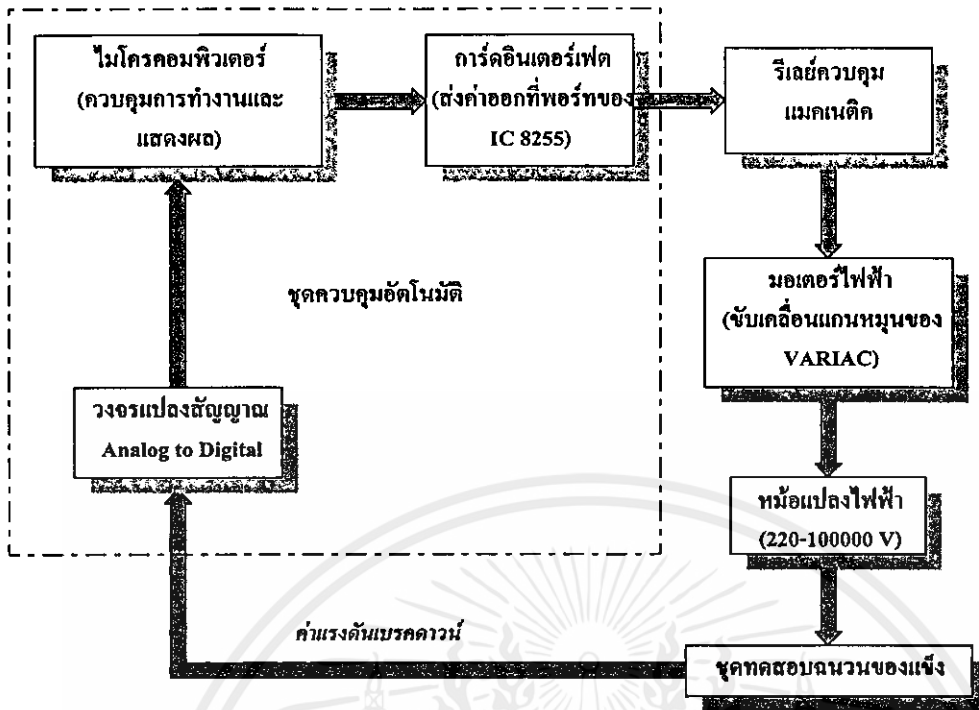 ไมโครคอมพิวเตอร์
(ควบคุมการทำงานและ
แสดงผล)
การ์ดอินเตอร์เฟต
(ส่งค่าออกที่พอร์ทของ
IC 8255)
รีเลย์ควบคุม
แมคเนติค
ชุดควบคุมอัตโนมัติ
มอเตอร์ไฟฟ้า
(ขับเคลื่อนแกนหมุนของ
VARIAC)
วงจรแปลงสัญญาณ
Analog to Digital
หม้อแปลงไฟฟ้า
(220-100000 V)
ค่าแรงดันเบรคดาวน์
ชุดทดสอบฉนวนของแข็ง